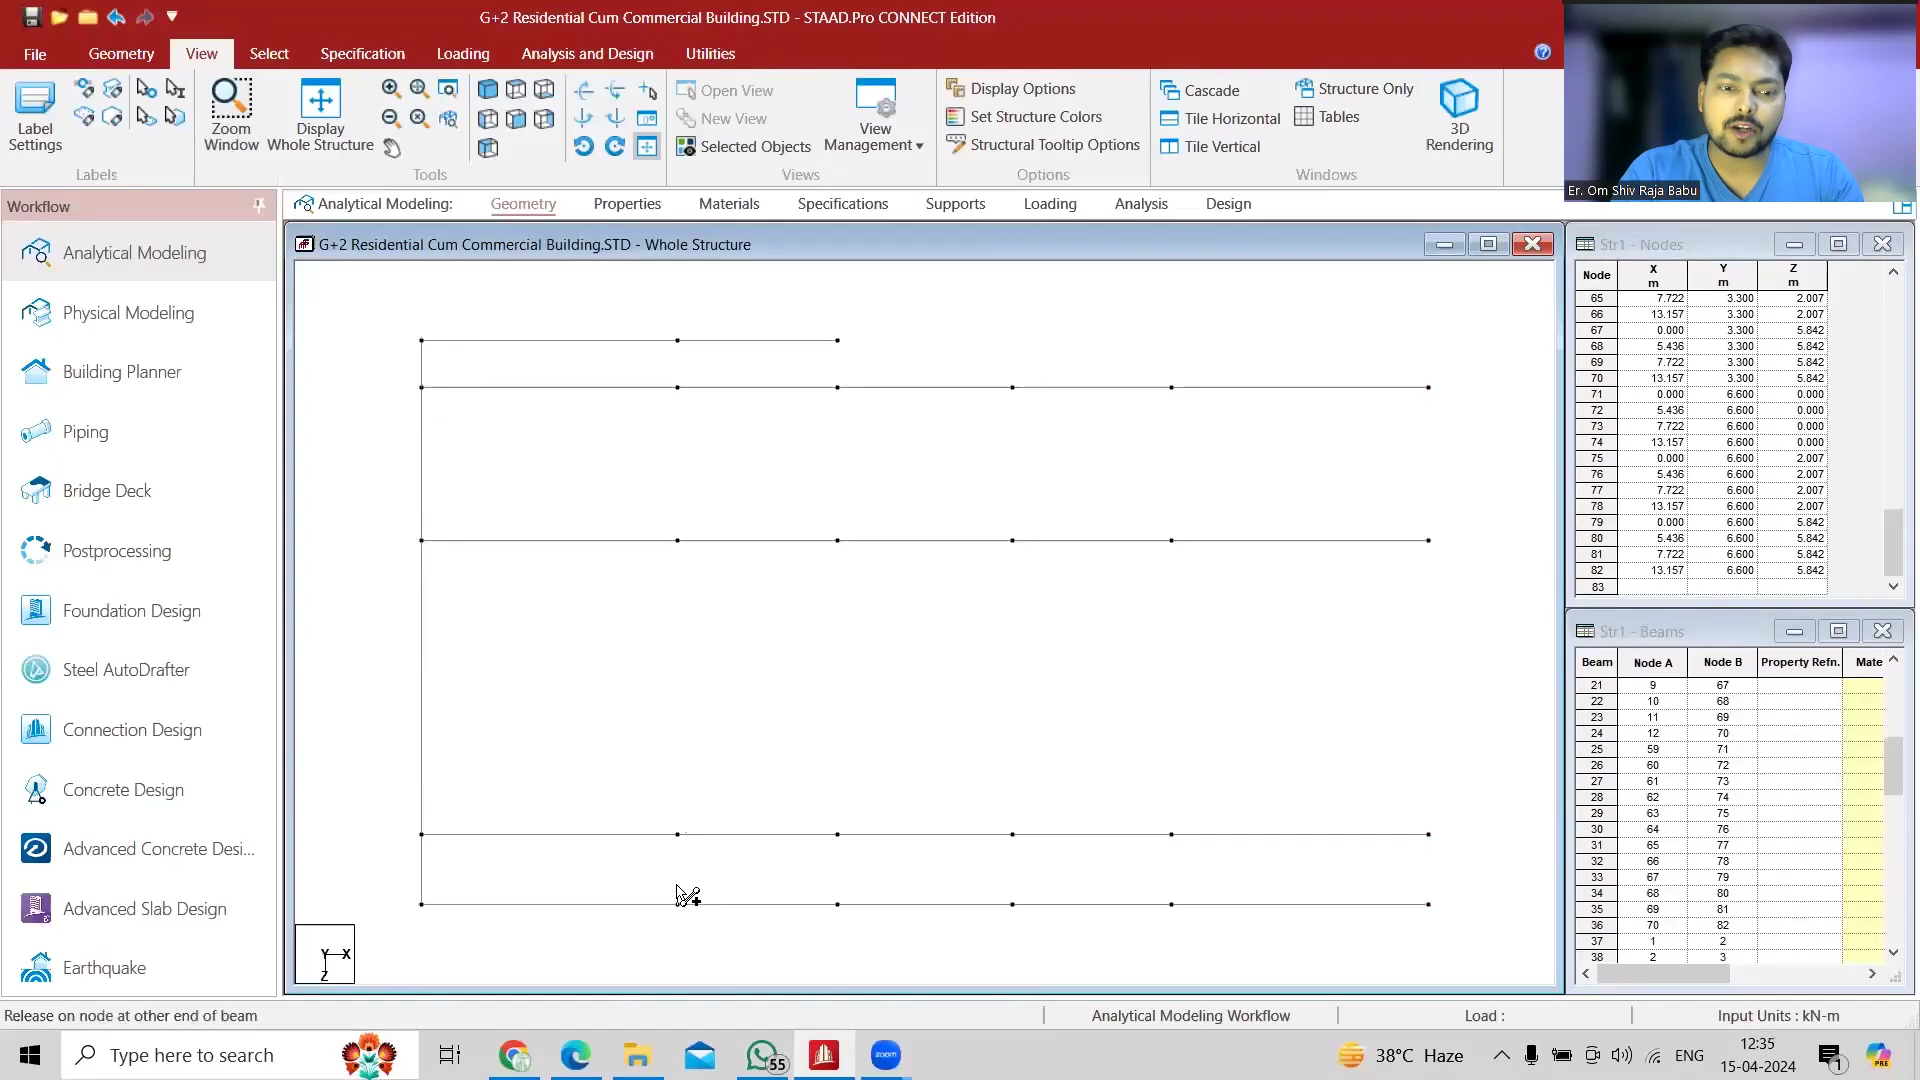 G+2 Residential Cum Commercial Building.STD - STAAD.Pro CONNECT Edition
File Geometry View Select Specification Loading Analysis and Design Utilities
Label Settings
Labels
Zoom Window
Display Whole Structure
Tools
Open View
New View
Selected Objects
View Management
Views
Display Options
Set Structure Colors
Structural Tooltip Options
Options
Cascade
Tile Horizontal
Tile Vertical
Structure Only
Tables
3D Rendering
Windows
Er. Om Shiv Raja Babu
Workflow
Analytical Modeling
Physical Modeling
Building Planner
Piping
Bridge Deck
Postprocessing
Foundation Design
Steel AutoDrafter
Connection Design
Concrete Design
Advanced Concrete Desi...
Advanced Slab Design
Earthquake
Analytical Modeling: Geometry Properties Materials Specifications Supports Loading Analysis Design
G+2 Residential Cum Commercial Building.STD - Whole Structure
Y X
Z
Str1 - Nodes
Node X m Y m Z m
65 7.722 3.300 2.007
66 13.157 3.300 2.007
67 0.000 3.300 5.842
68 5.436 3.300 5.842
69 7.722 3.300 5.842
70 13.157 3.300 5.842
71 0.000 6.600 0.000
72 5.436 6.600 0.000
73 7.722 6.600 0.000
74 13.157 6.600 0.000
75 0.000 6.600 2.007
76 5.436 6.600 2.007
77 7.722 6.600 2.007
78 13.157 6.600 2.007
79 0.000 6.600 5.842
80 5.436 6.600 5.842
81 7.722 6.600 5.842
82 13.157 6.600 5.842
83
Str1 - Beams
Beam Node A Node B Property Refn. Mate
21 9 67
22 10 68
23 11 69
24 12 70
25 59 71
26 60 72
27 61 73
28 62 74
29 63 75
30 64 76
31 65 77
32 66 78
33 67 79
34 68 80
35 69 81
36 70 82
37 1 2
38 2 3
Release on node at other end of beam
Analytical Modeling Workflow
Load :
Input Units : kN-m
Type here to search
55
zoom
38°C Haze
ENG
12:35
15-04-2024
1
PRE